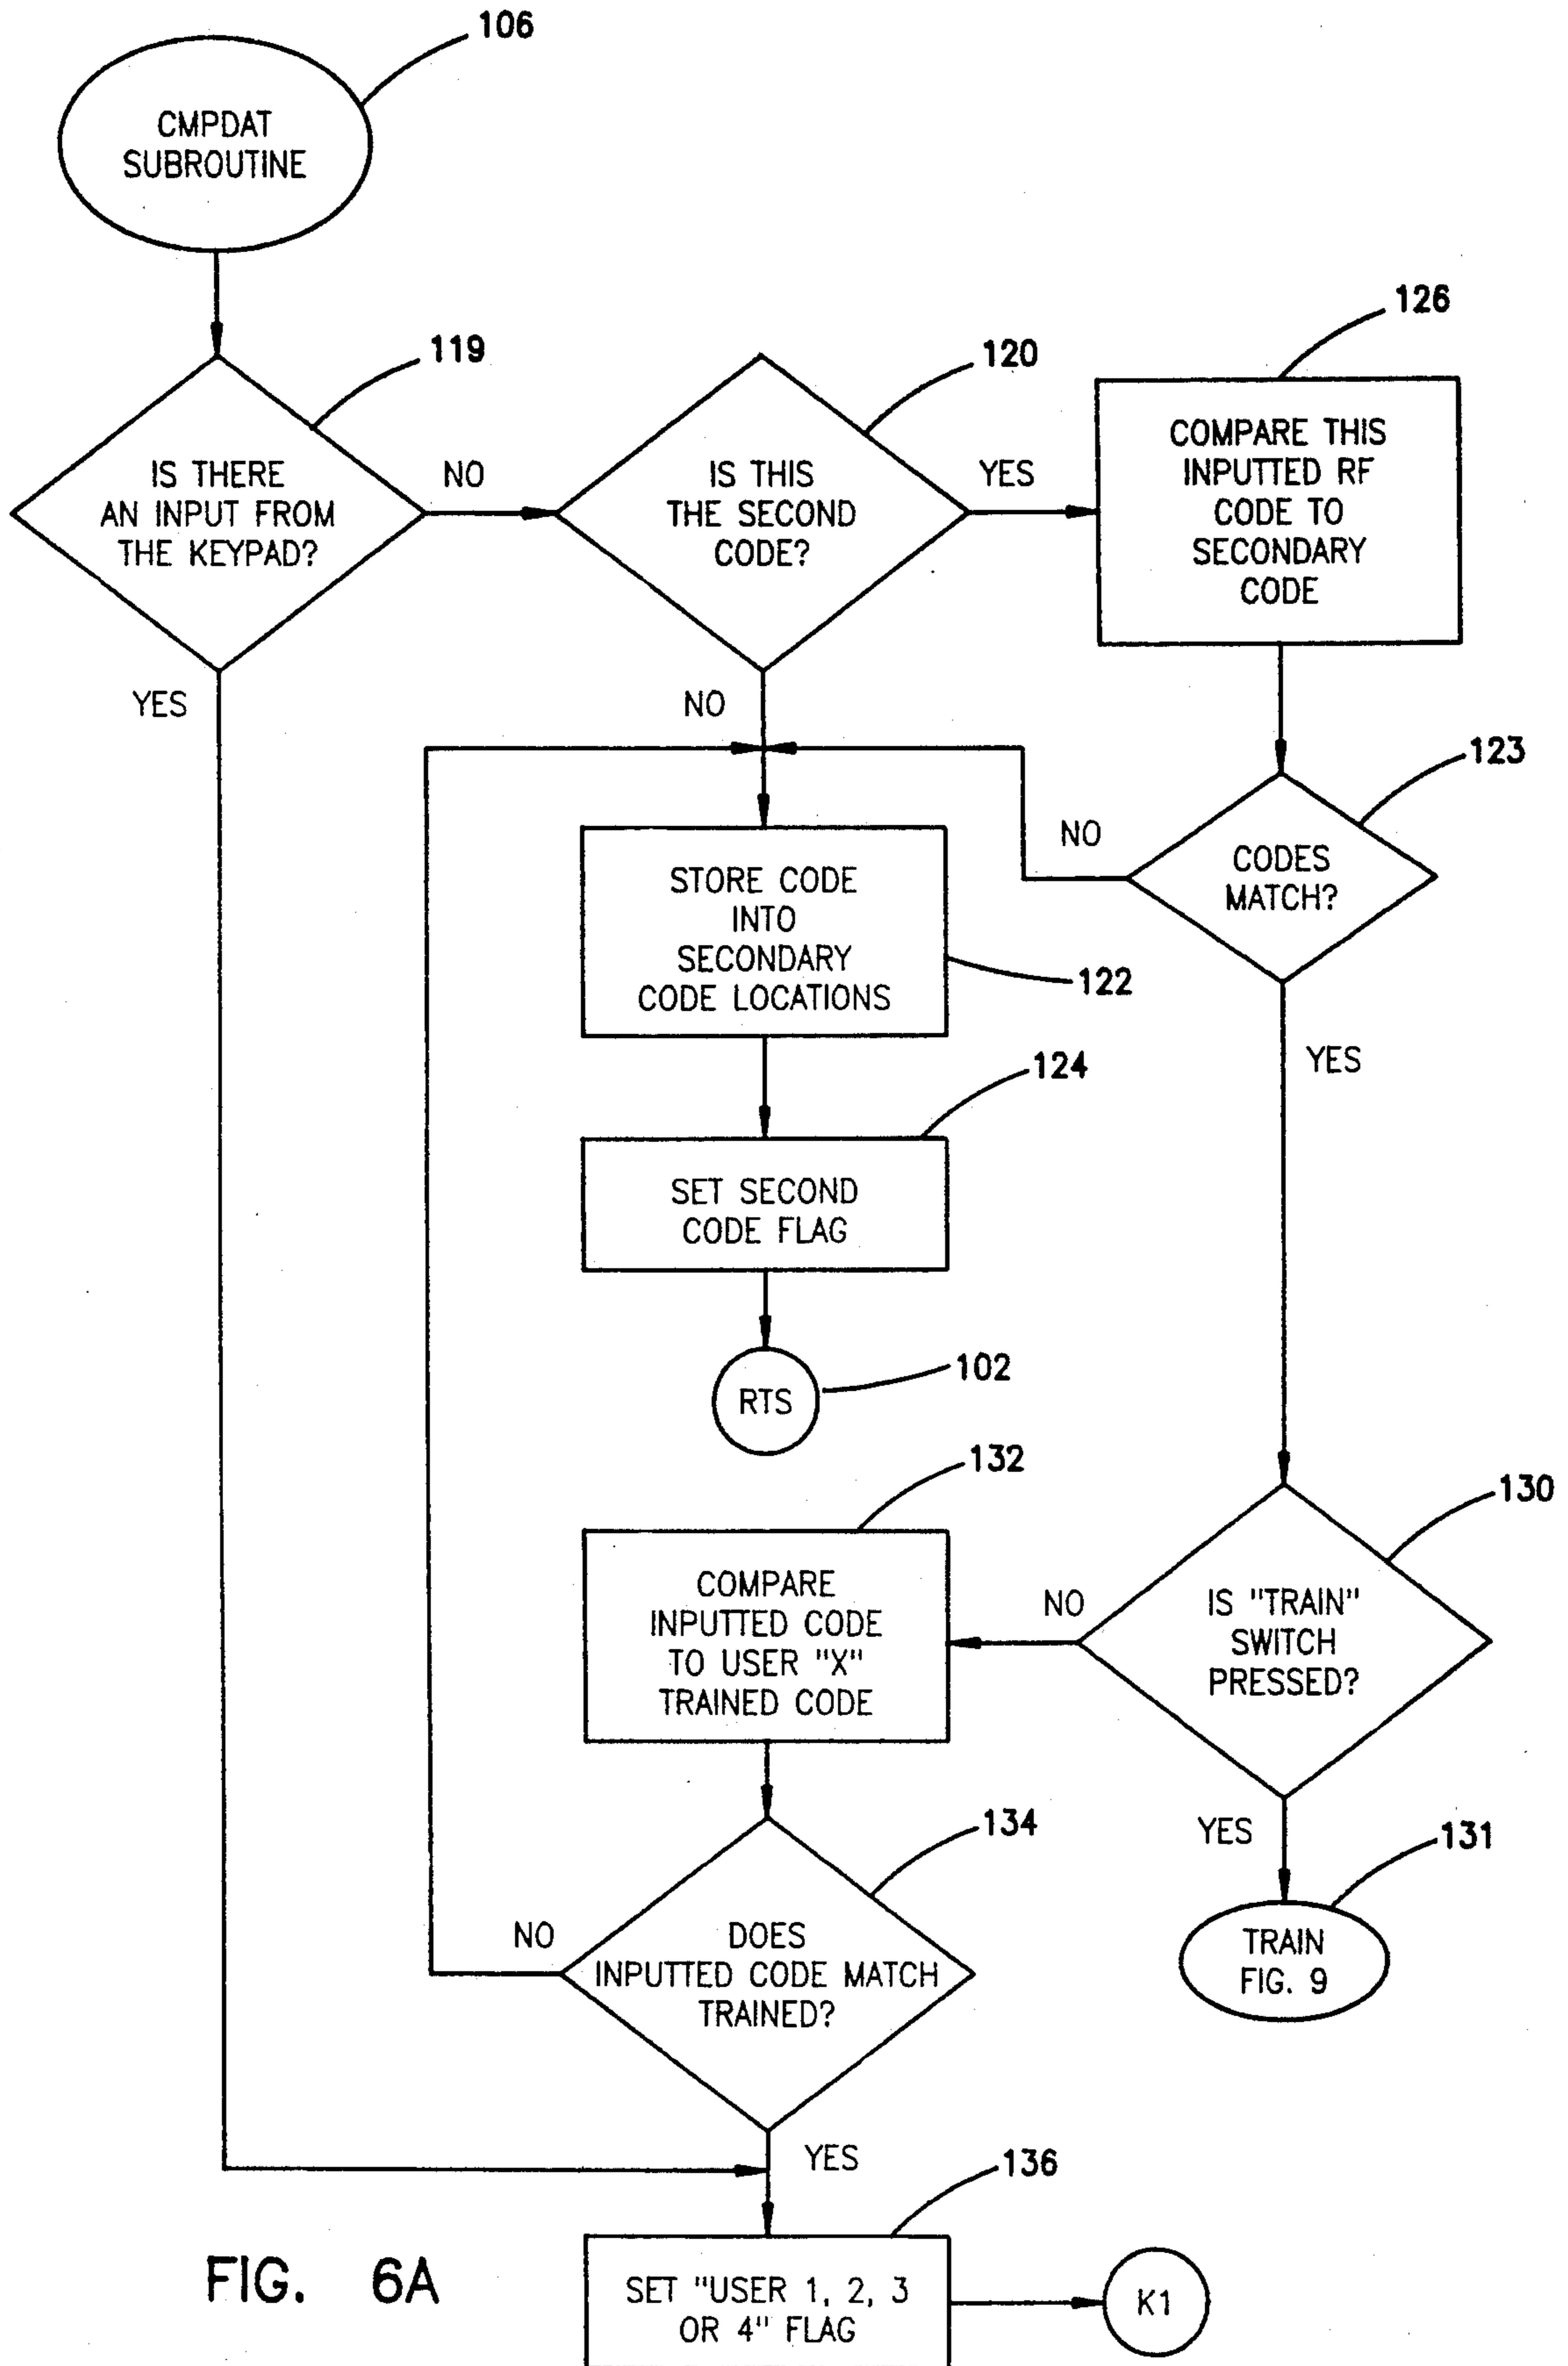 106
CMPDAT
SUBROUTINE
119
IS THERE
AN INPUT FROM
THE KEYPAD?
NO
YES
120
IS THIS
THE SECOND
CODE?
YES
NO
126
COMPARE THIS
INPUTTED RF
CODE TO
SECONDARY
CODE
123
CODES
MATCH?
NO
YES
STORE CODE
INTO
SECONDARY
CODE LOCATIONS
122
124
SET SECOND
CODE FLAG
RTS
102
130
IS "TRAIN"
SWITCH
PRESSED?
NO
YES
131
TRAIN
FIG. 9
132
COMPARE
INPUTTED CODE
TO USER "X"
TRAINED CODE
134
DOES
INPUTTED CODE MATCH
TRAINED?
NO
YES
136
SET "USER 1, 2, 3
OR 4" FLAG
K1
FIG. 6A